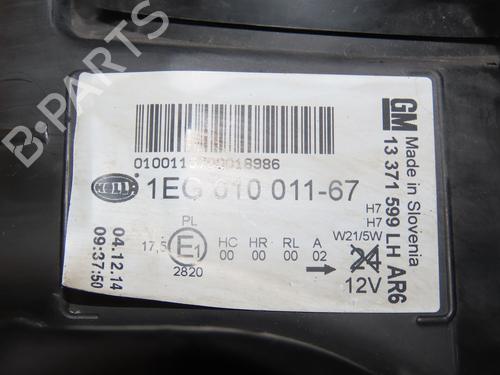 B-PARTS
010011
00018986
HELLA
1EG 010 011-67
PL
17,5
E1
2820
HC HR RL A
00 00 00 02
H7
H7
W21/5W
12V
04.12.14
09:37:50
GM
Made in Slovenia
13 371 599 LH AR6